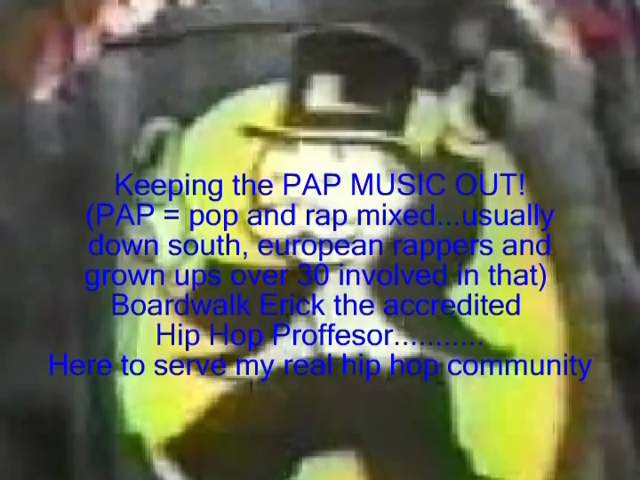 Keeping the PAP MUSIC OUT!
(PAP = pop and rap mixed...usually
down south, european rappers and
grown ups over 30 involved in that)
Boardwalk Erick the accredited
Hip Hop Proffesor...........
Here to serve my real hip hop community